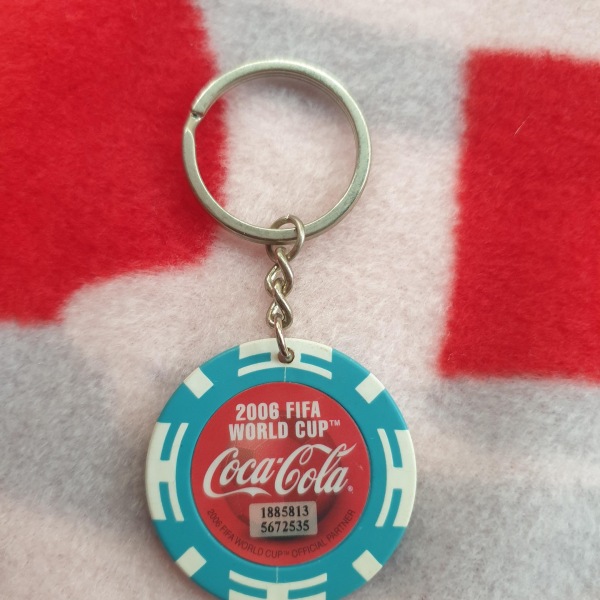 2006 FIFA
WORLD CUP™
Coca-Cola®
1885813
5672535
2006 FIFA WORLD CUP™ OFFICIAL PARTNER